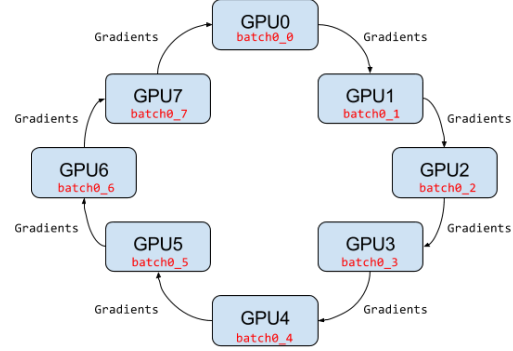 GPU0
batch0_0
Gradients
Gradients
GPU7
batch0_7
GPU1
batch0_1
Gradients
Gradients
GPU6
batch0_6
GPU2
batch0_2
Gradients
Gradients
GPU5
batch0_5
GPU3
batch0_3
Gradients
Gradients
GPU4
batch0_4